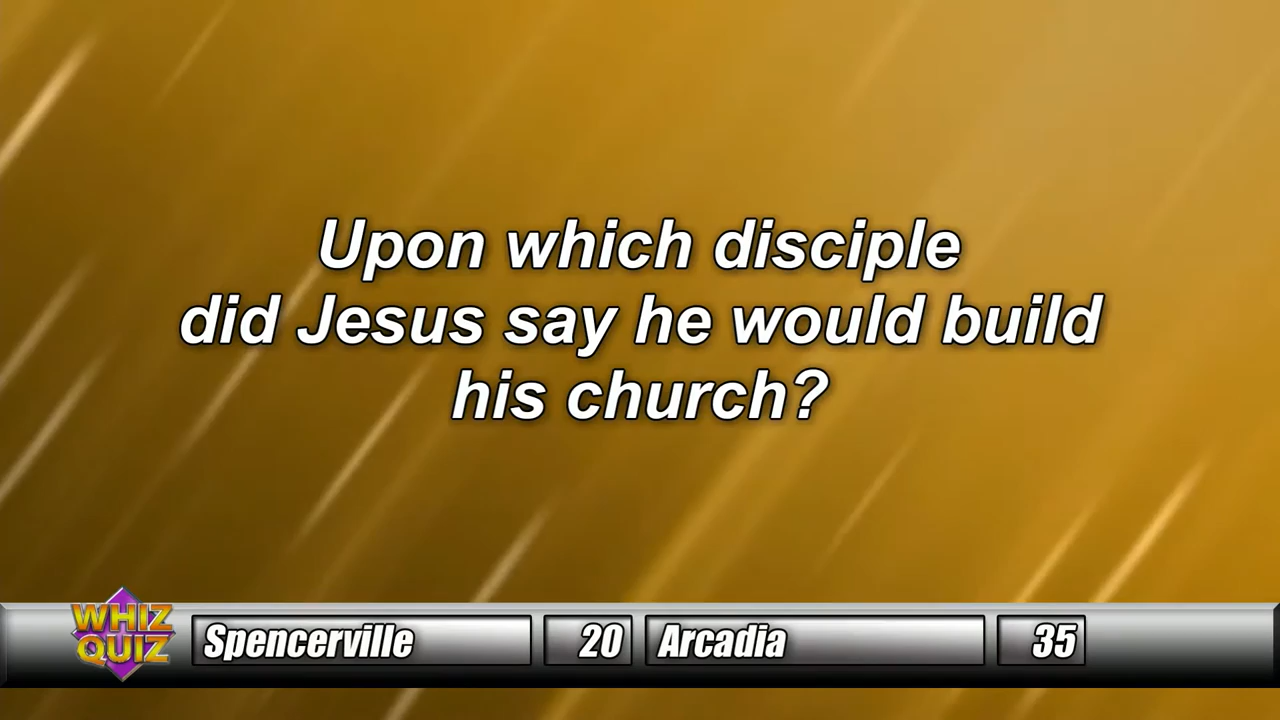 Upon which disciple
did Jesus say he would build
his church?
WHIZ
QUIZ
Spencerville 20 Arcadia 35